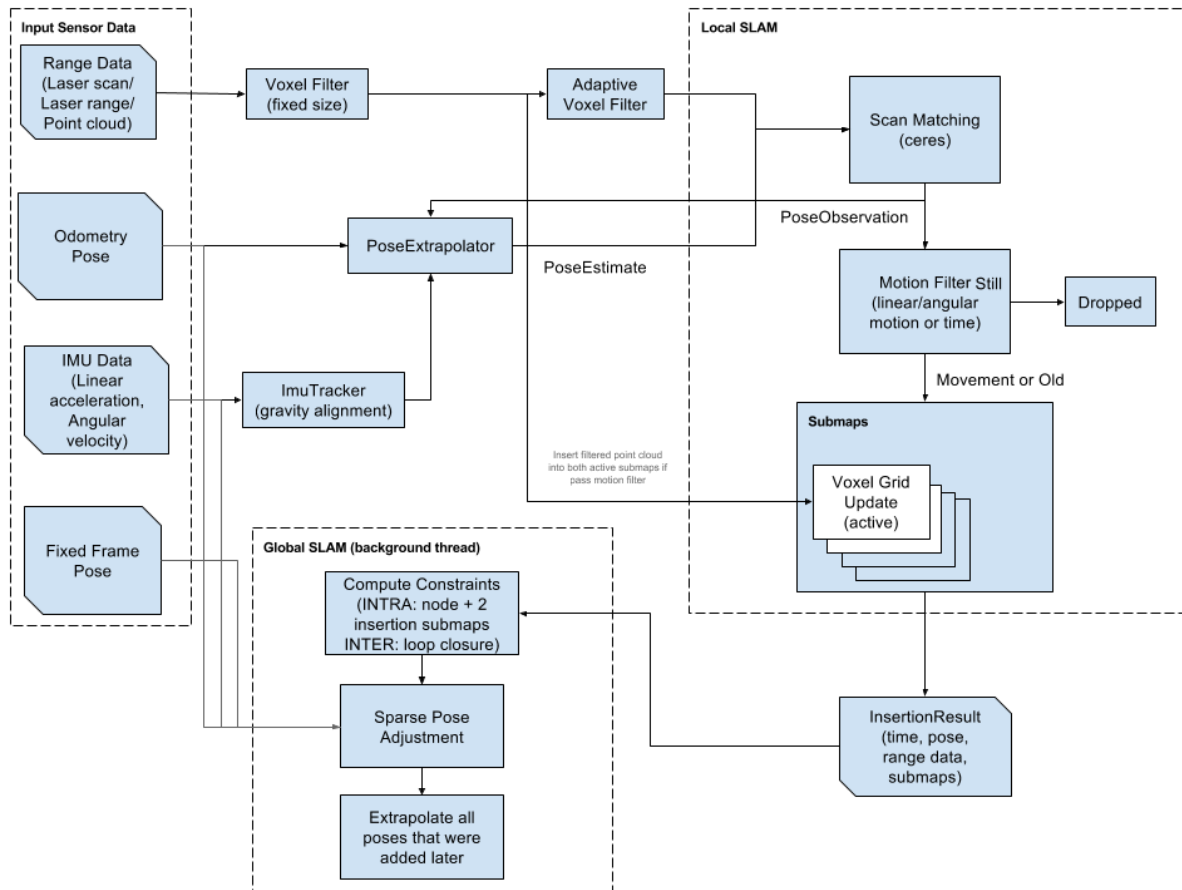 Input Sensor Data
Range Data
(Laser scan/
Laser range/
Point cloud)
Voxel Filter
(fixed size)
Adaptive
Voxel Filter
Local SLAM
Scan Matching
(ceres)
Odometry
Pose
PoseExtrapolator
PoseEstimate
PoseObservation
Motion Filter
(linear/angular
motion or time)
Still
Dropped
IMU Data
(Linear
acceleration,
Angular
velocity)
ImuTracker
(gravity alignment)
Movement or Old
Submaps
Insert filtered point cloud
into both active submaps if
pass motion filter
Voxel Grid
Update
(active)
Fixed Frame
Pose
Global SLAM (background thread)
Compute Constraints
(INTRA: node + 2
insertion submaps
INTER: loop closure)
Sparse Pose
Adjustment
Extrapolate all
poses that were
added later
InsertionResult
(time, pose,
range data,
submaps)